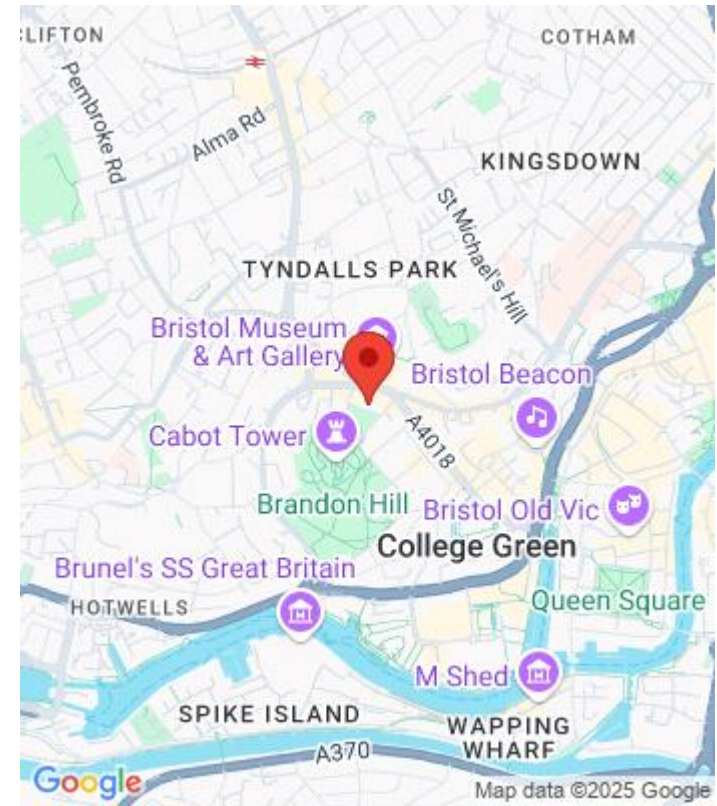 CLIFTON
COTHAM
Pembroke Rd
Alma Rd
KINGSDOWN
St Michael's Hill
TYNDALLS PARK
Bristol Museum
& Art Gallery
Bristol Beacon
Cabot Tower
A4018
Brandon Hill
Bristol Old Vic
College Green
Brunel's SS Great Britain
Queen Square
HOTWELLS
M Shed
SPIKE ISLAND
WAPPING
WHARF
A370
Google
Map data ©2025 Google